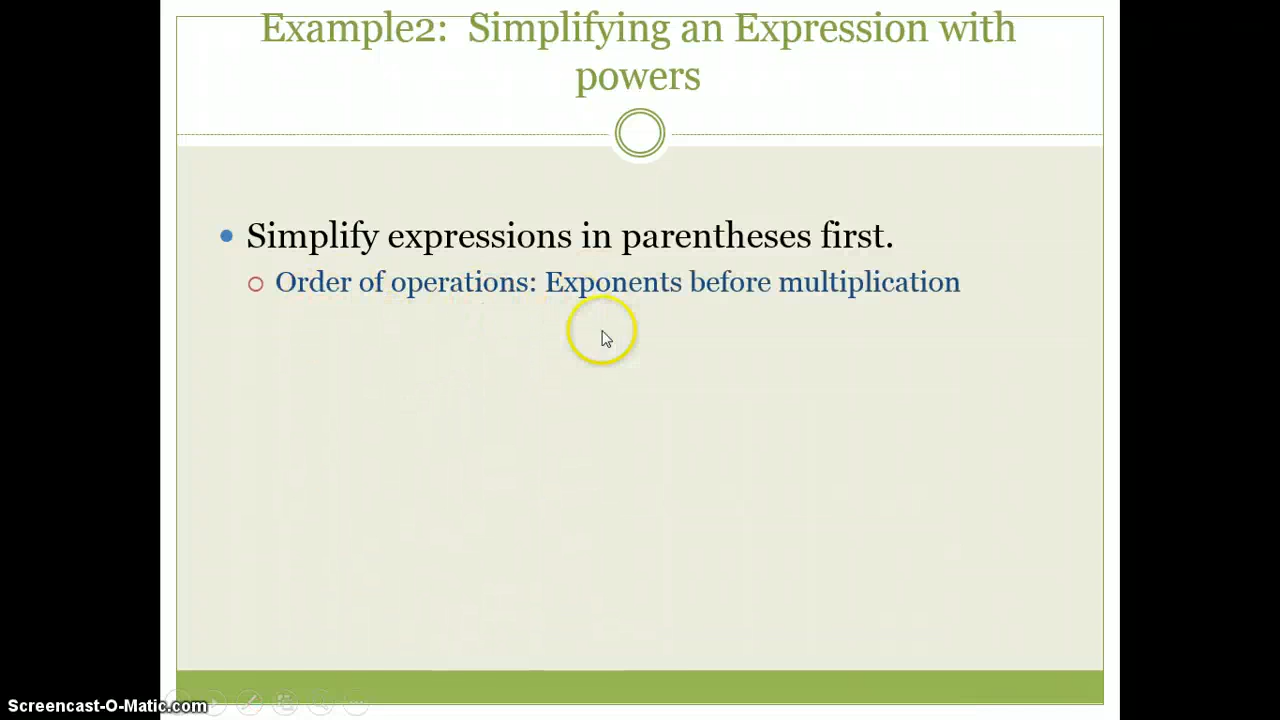 Example2: Simplifying an Expression with
powers
Simplify expressions in parentheses first.
Order of operations: Exponents before multiplication
Screencast-O-Matic.com